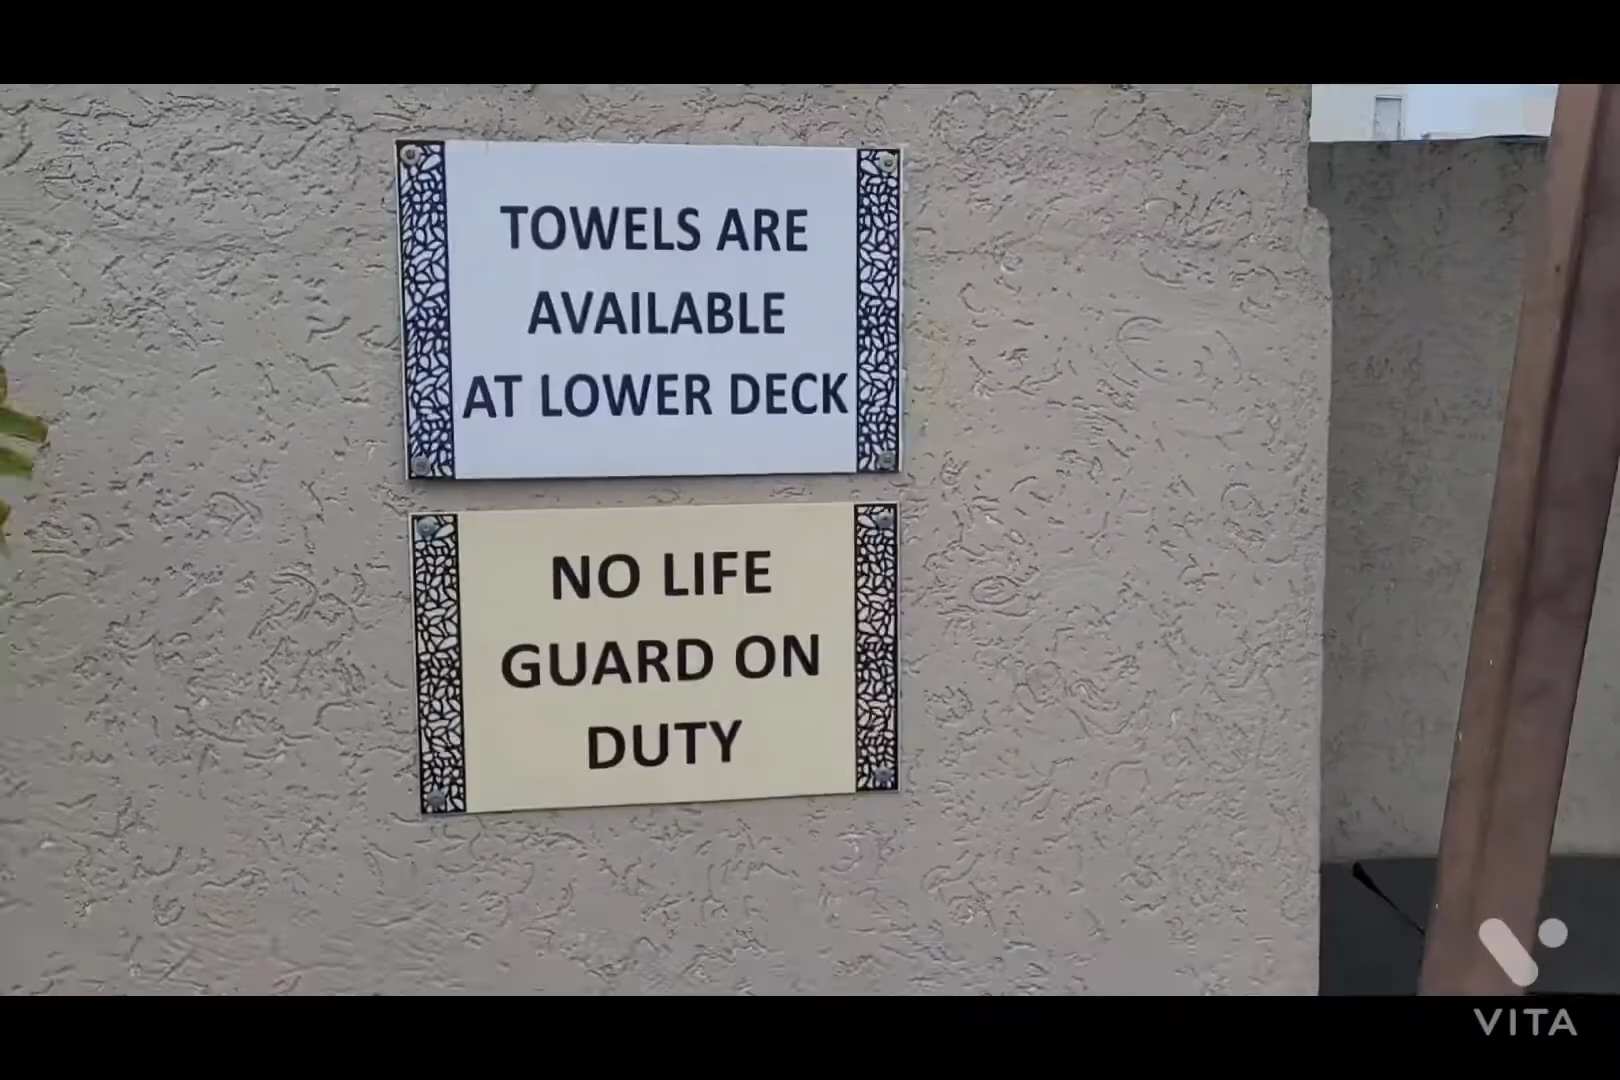 TOWELS ARE
AVAILABLE
AT LOWER DECK
NO LIFE
GUARD ON
DUTY
VITA